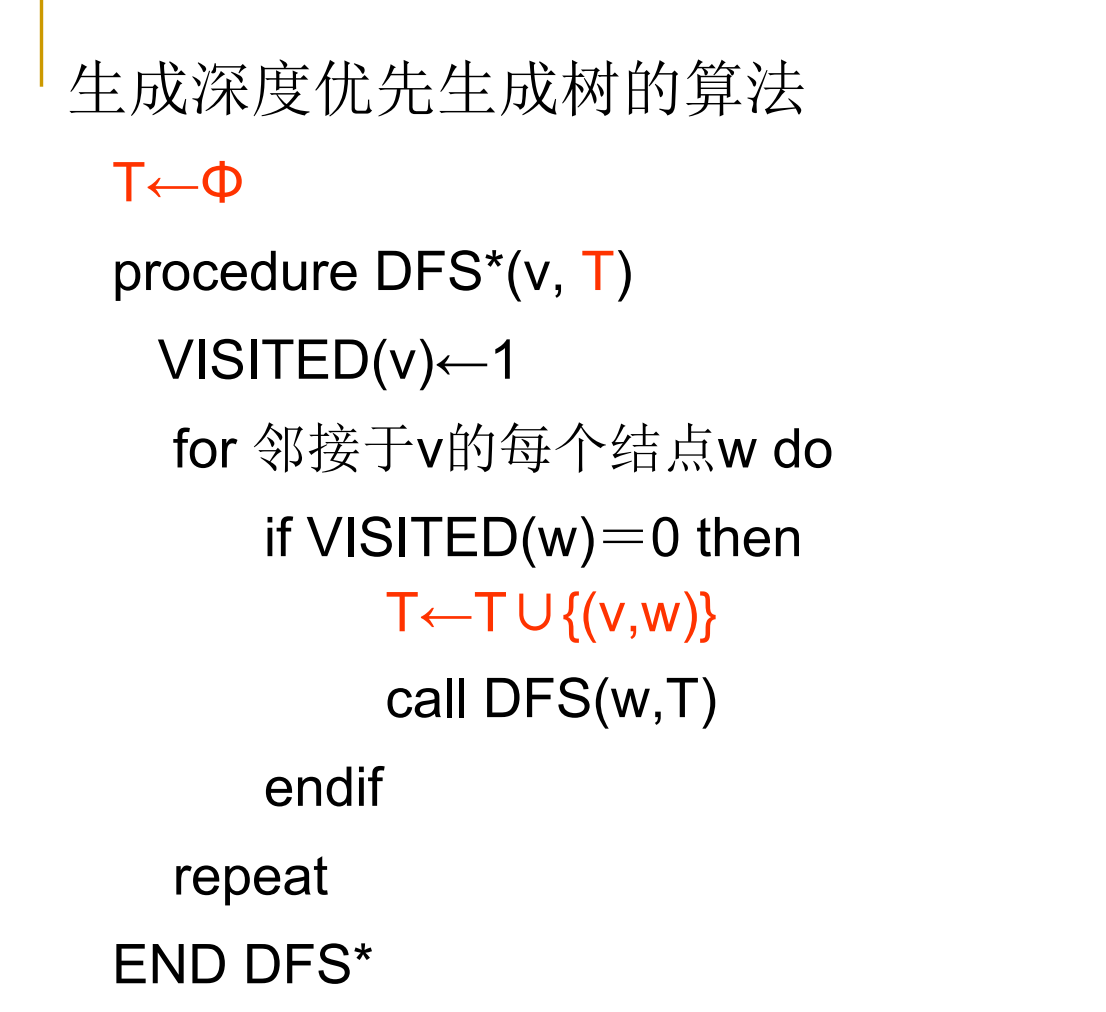 生成深度优先生成树的算法
T←Φ
procedure DFS*(v, T)
VISITED(v)←1
for 邻接于v的每个结点w do
if VISITED(w)＝0 then
T←T∪{(v,w)}
call DFS(w,T)
endif
repeat
END DFS*